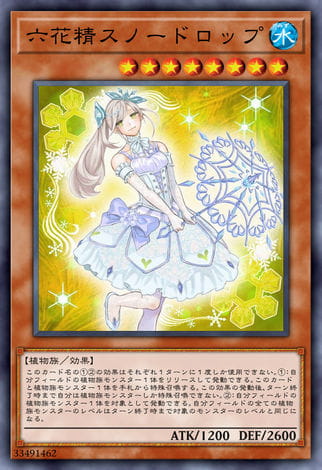 六花精スノードロップ
水
【植物族/効果】
このカード名の①②の効果はそれぞれ1ターンに1度しか使用できない。①:自
分フィールドの植物族モンスター1体をリリースして発動できる。このカード
と植物族モンスター1体を手札から特殊召喚する。この効果の発動後、ターン終
了時まで自分は植物族モンスターしか特殊召喚できない。②:自分フィールドの
植物族モンスター1体を対象として発動できる。自分フィールドの全ての植物
族モンスターのレベルはターン終了時まで対象のモンスターのレベルと同じに
なる。
ATK/1200 DEF/2600
33491462